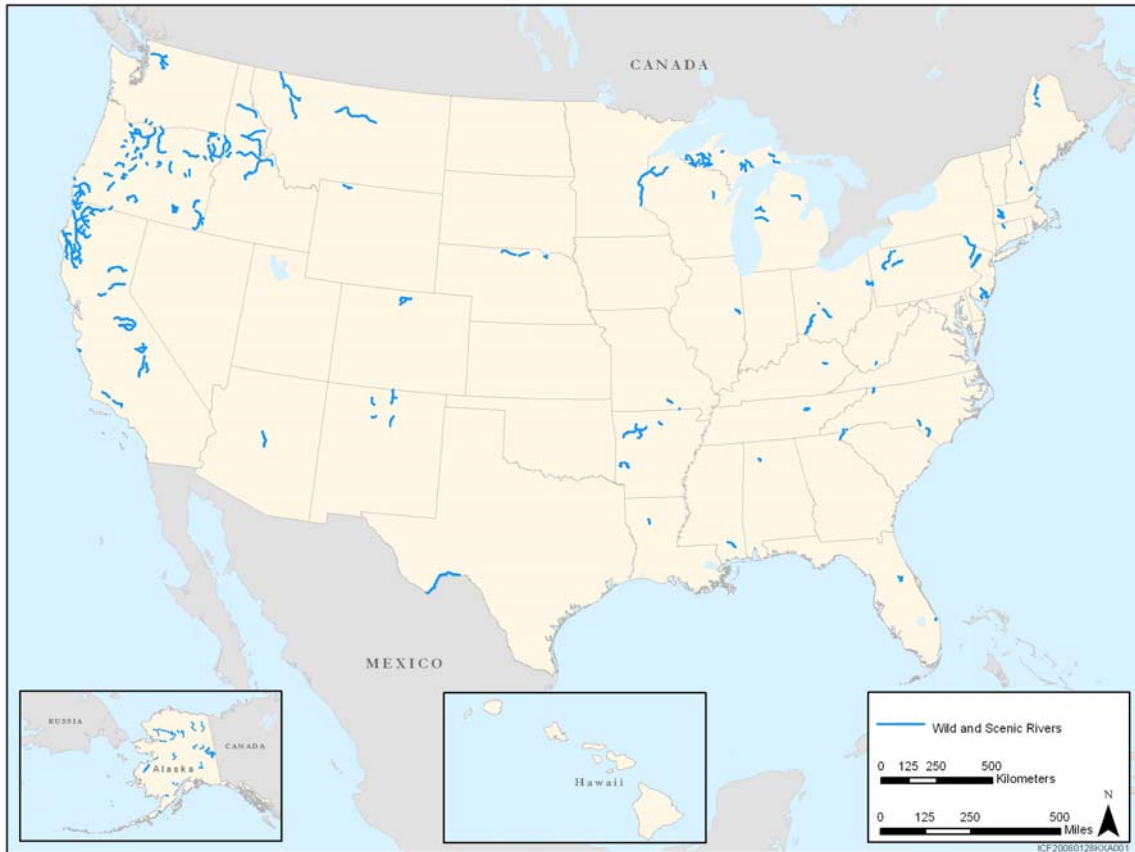 CANADA
MEXICO
RUSSIA
CANADA
Alaska
Hawaii
Wild and Scenic Rivers
0 125 250 500
Kilometers
N
0 125 250 500
Miles
ICF20080128KXA001